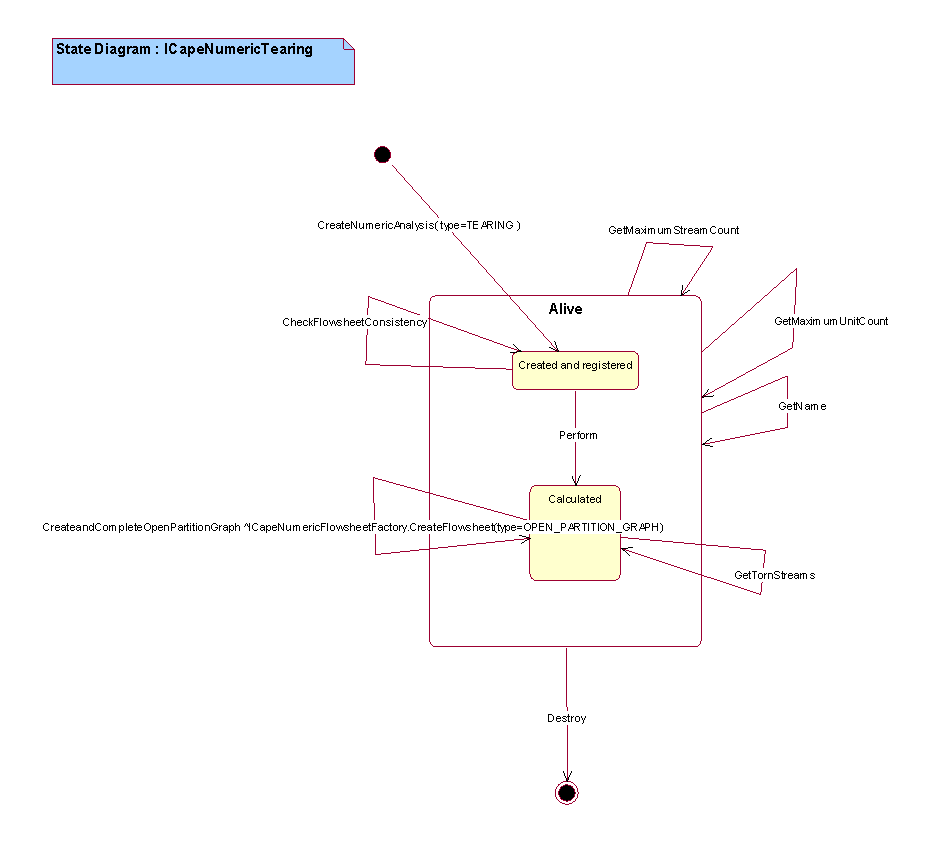 State Diagram : ICapeNumericTearing
CreateNumericAnalysis( type=TEARING )
GetMaximumStreamCount
Alive
CheckFlowsheetConsistency
GetMaximumUnitCount
Created and registered
GetName
Perform
Calculated
CreateandCompleteOpenPartitionGraph ^ICapeNumericFlowsheetFactory.CreateFlowsheet(type=OPEN_PARTITION_GRAPH)
GetTornStreams
Destroy